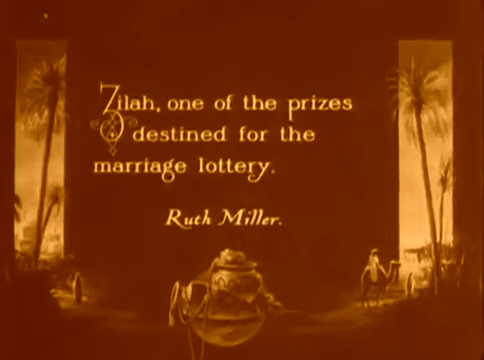 Zilah, one of the prizes
destined for the
marriage lottery.
Ruth Miller.